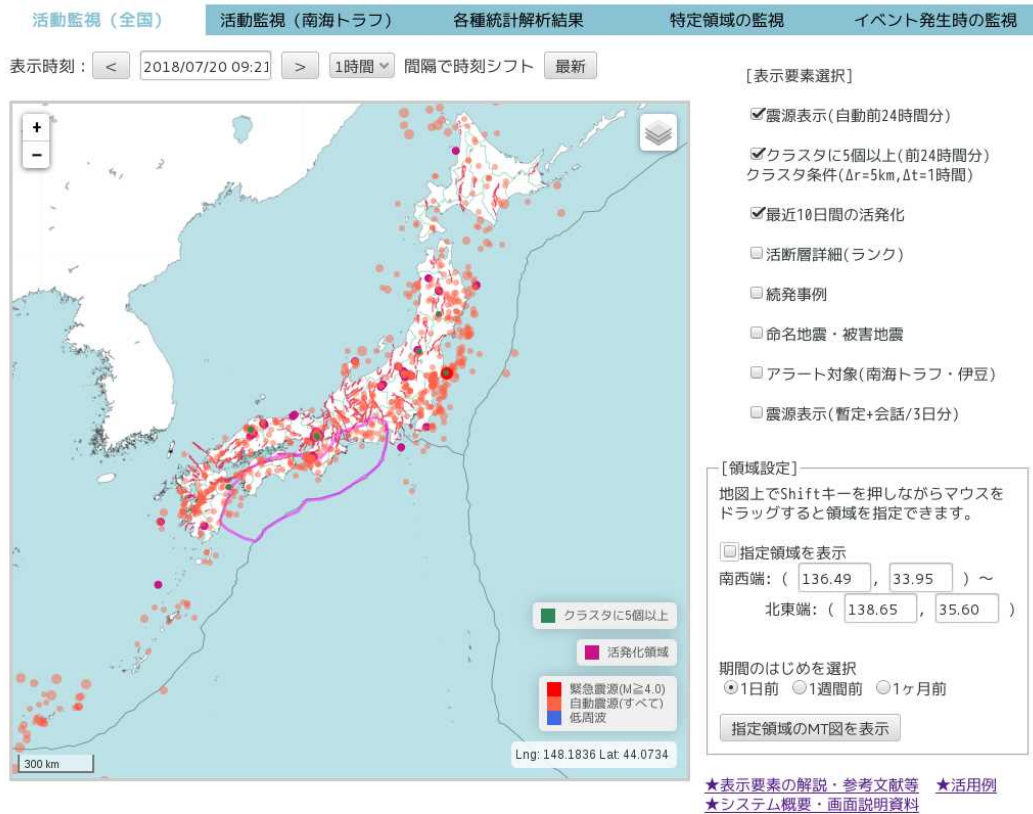 活動監視（全国）
活動監視（南海トラフ）
各種統計解析結果
特定領域の監視
イベント発生時の監視
表示時刻： < 2018/07/20 09:21 > 1時間 間隔で時刻シフト 最新
+
−
300 km
クラスタに5個以上
活発化領域
緊急震源(M≧4.0)
自動震源(すべて)
低周波
Lng: 148.1836 Lat: 44.0734
[表示要素選択]
震源表示(自動前24時間分)
クラスタに5個以上(前24時間分)
クラスタ条件(Δr=5km,Δt=1時間)
最近10日間の活発化
活断層詳細(ランク)
続発事例
命名地震・被害地震
アラート対象(南海トラフ・伊豆)
震源表示(暫定+会話/3日分)
[領域設定]
地図上でShiftキーを押しながらマウスを
ドラッグすると領域を指定できます。
指定領域を表示
南西端: ( 136.49 , 33.95 ) ～
北東端: ( 138.65 , 35.60 )
期間のはじめを選択
1日前 1週間前 1ヶ月前
指定領域のMT図を表示
★表示要素の解説・参考文献等 ★活用例
★システム概要・画面説明資料